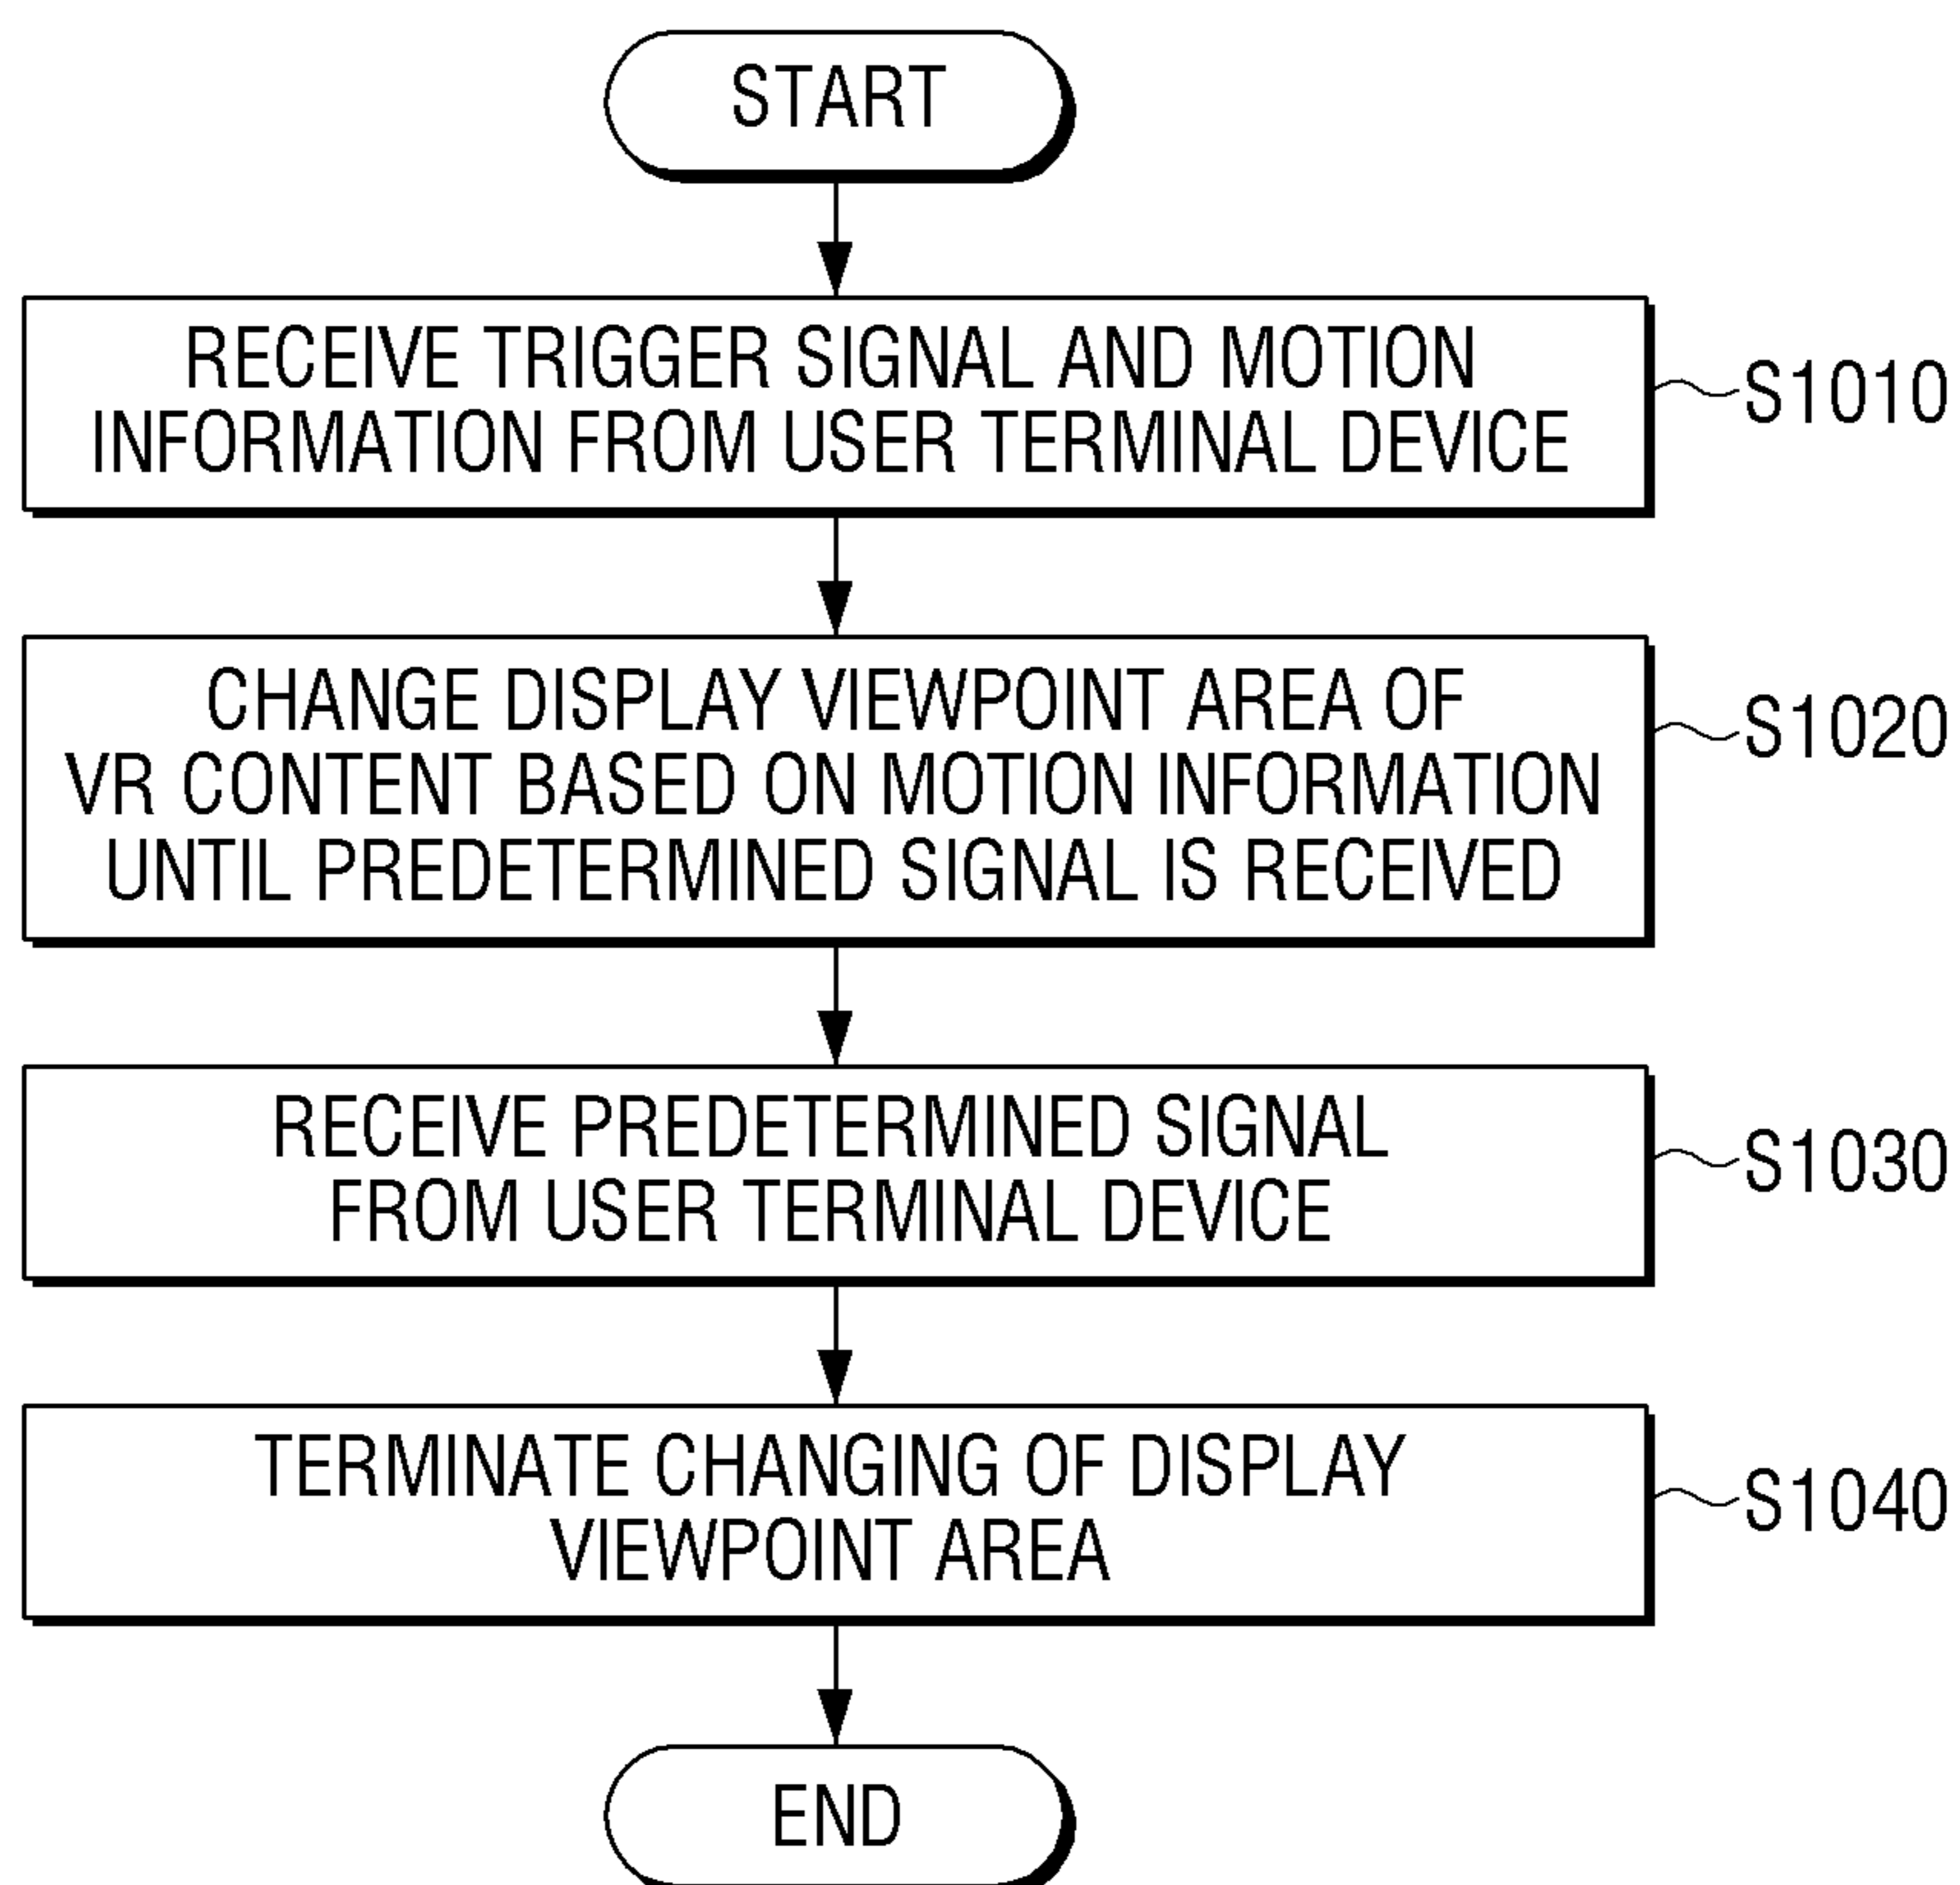 START
RECEIVE TRIGGER SIGNAL AND MOTION
INFORMATION FROM USER TERMINAL DEVICE
S1010
CHANGE DISPLAY VIEWPOINT AREA OF
VR CONTENT BASED ON MOTION INFORMATION
UNTIL PREDETERMINED SIGNAL IS RECEIVED
S1020
RECEIVE PREDETERMINED SIGNAL
FROM USER TERMINAL DEVICE
S1030
TERMINATE CHANGING OF DISPLAY
VIEWPOINT AREA
S1040
END